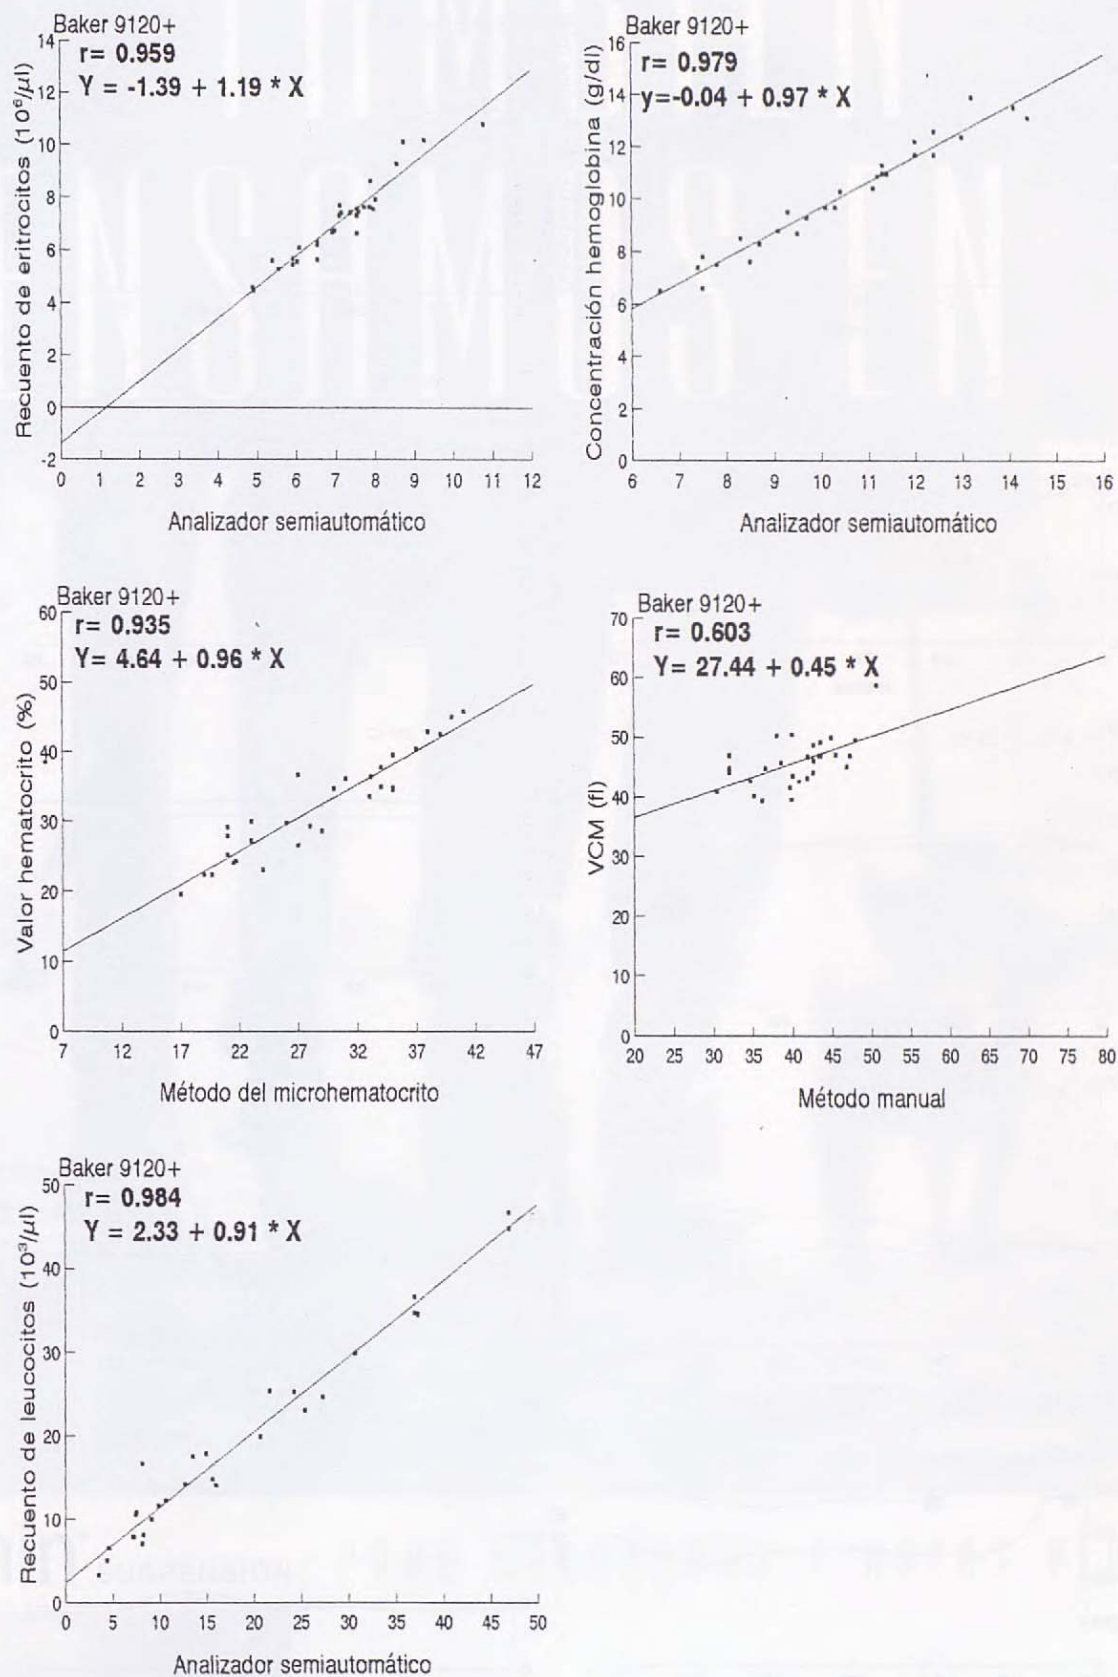 Baker 9120+
r= 0.959
Y = -1.39 + 1.19 * X
Recuento de eritrocitos (10⁶/µl)
14
12
10
8
6
4
2
0
-2
0 1 2 3 4 5 6 7 8 9 10 11 12
Analizador semiautomático
Baker 9120+
r= 0.979
y=-0.04 + 0.97 * X
Concentración hemoglobina (g/dl)
16
14
12
10
8
6
4
2
0
6 7 8 9 10 11 12 13 14 15 16
Analizador semiautomático
Baker 9120+
r= 0.935
Y= 4.64 + 0.96 * X
Valor hematocrito (%)
60
50
40
30
20
10
0
7 12 17 22 27 32 37 42 47
Método del microhematocrito
Baker 9120+
r= 0.603
Y= 27.44 + 0.45 * X
VCM (fl)
70
60
50
40
30
20
10
0
20 25 30 35 40 45 50 55 60 65 70 75 80
Método manual
Baker 9120+
r= 0.984
Y = 2.33 + 0.91 * X
Recuento de leucocitos (10³/µl)
50
40
30
20
10
0
0 5 10 15 20 25 30 35 40 45 50
Analizador semiautomático